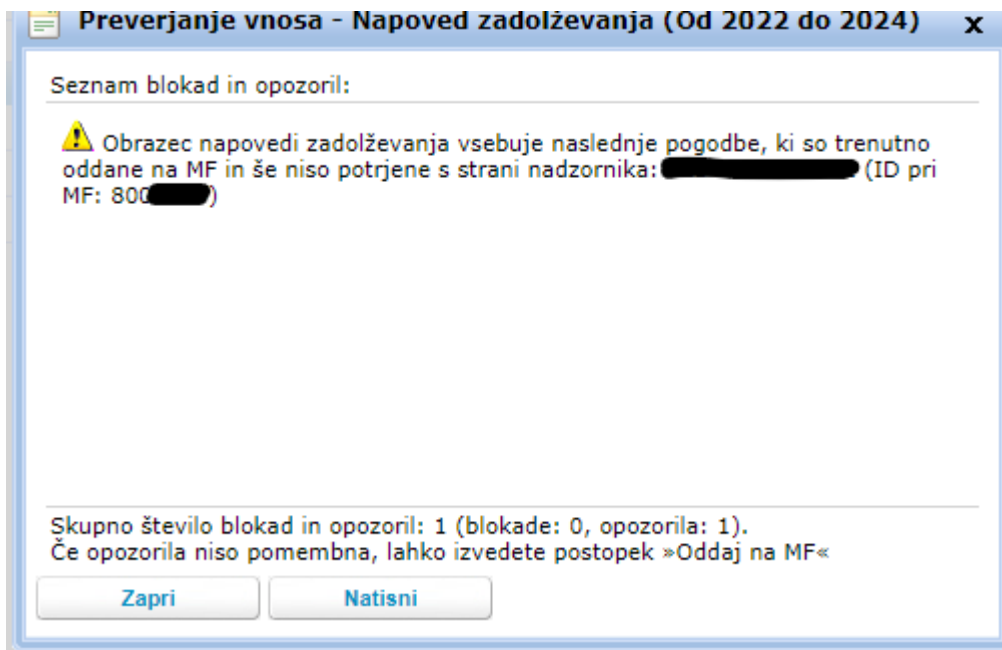 Preverjanje vnosa - Napoved zadolževanja (Od 2022 do 2024) x
Seznam blokad in opozoril:
Obrazec napovedi zadolževanja vsebuje naslednje pogodbe, ki so trenutno
oddane na MF in še niso potrjene s strani nadzornika: (ID pri
MF: 800 )
Skupno število blokad in opozoril: 1 (blokade: 0, opozorila: 1).
Če opozorila niso pomembna, lahko izvedete postopek »Oddaj na MF«
Zapri Natisni